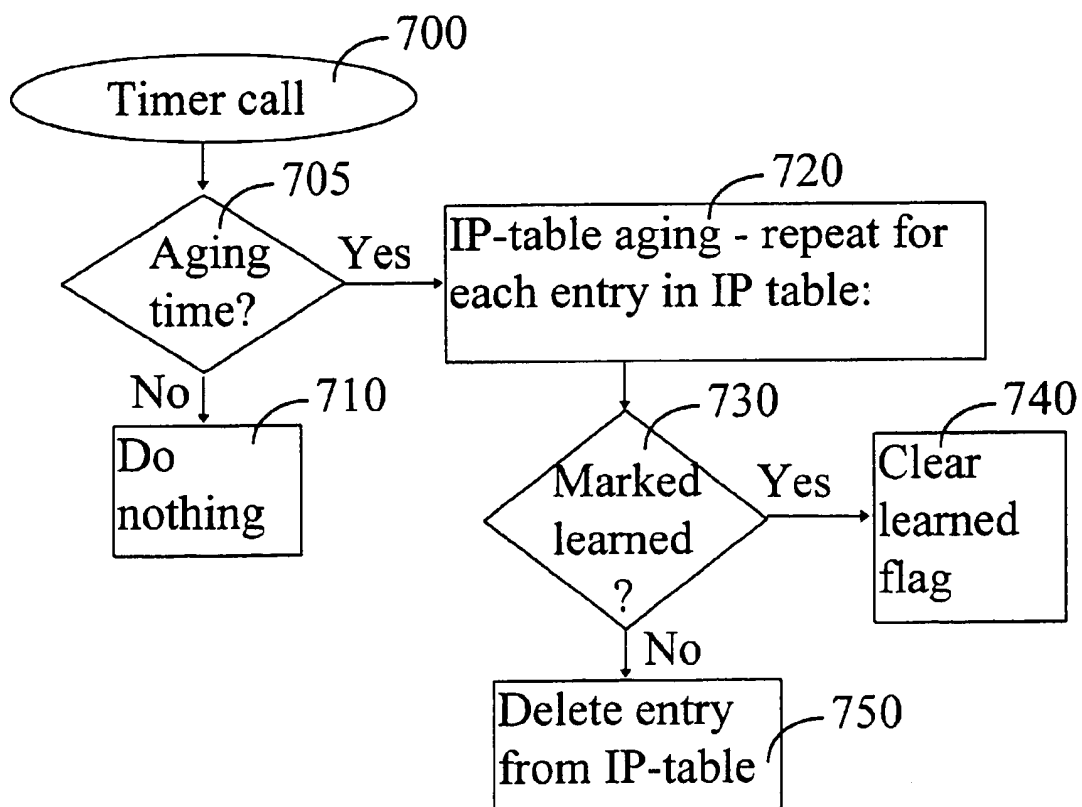 700
Timer call
705
Aging
time?
Yes
No
710
Do
nothing
720
IP-table aging - repeat for
each entry in IP table:
730
Marked
learned
?
Yes
740
Clear
learned
flag
No
750
Delete entry
from IP-table